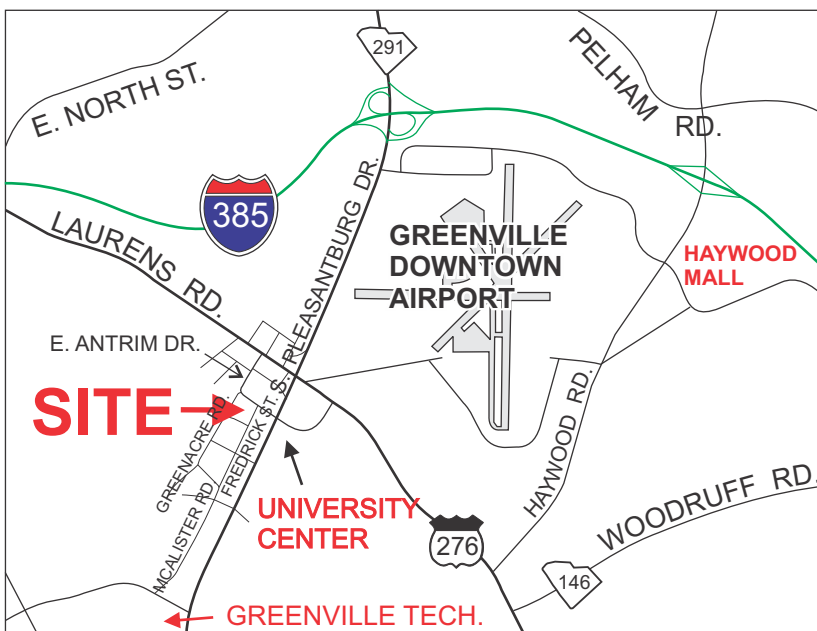 291
PELHAM
RD.
E. NORTH ST.
385
S. PLEASANTBURG DR.
LAURENS RD.
GREENVILLE
DOWNTOWN
AIRPORT
HAYWOOD
MALL
E. ANTRIM DR.
SITE
GREENACRE RD.
FREDRICK ST.
MCALISTER RD
HAYWOOD RD.
UNIVERSITY
CENTER
276
WOODRUFF RD.
146
GREENVILLE TECH.